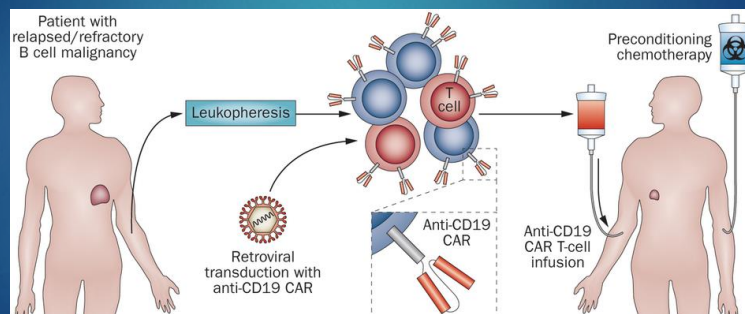 Patient with
relapsed/refractory
B cell malignancy
Leukopheresis
Retroviral
transduction with
anti-CD19 CAR
T
cell
Anti-CD19
CAR
Preconditioning
chemotherapy
Anti-CD19
CAR T-cell
infusion